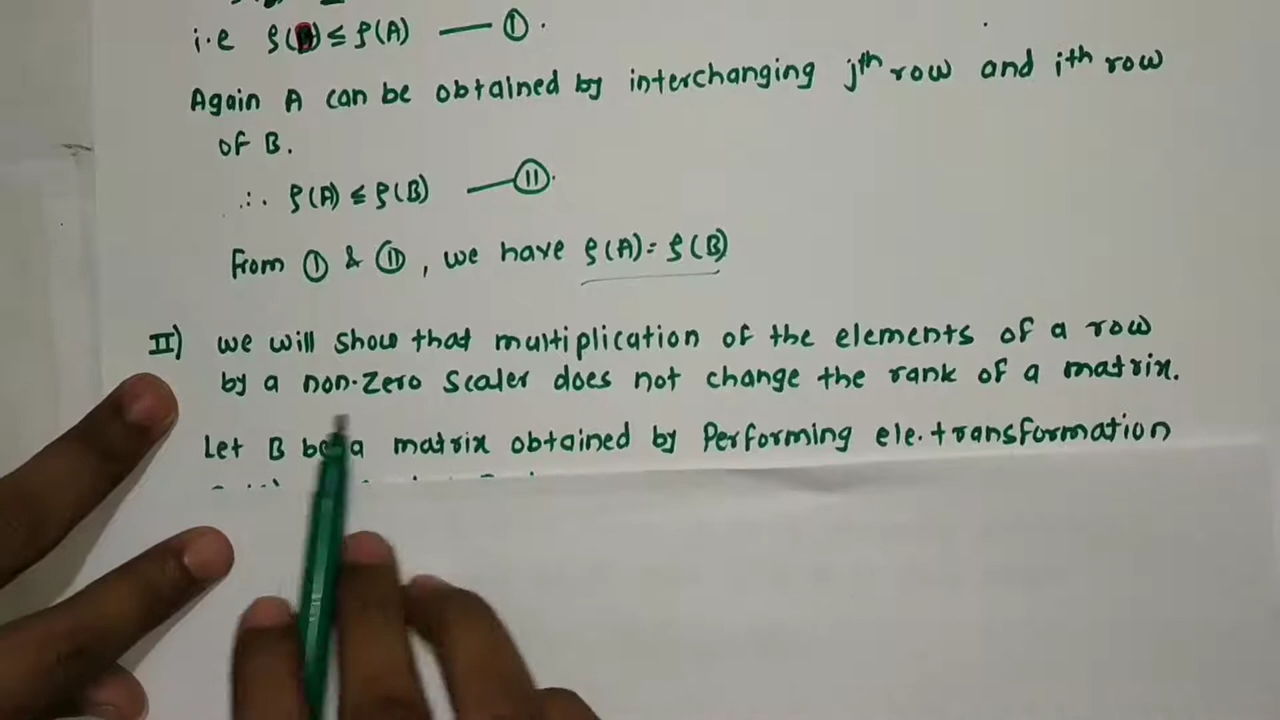 i.e ρ(B) ≤ ρ(A) — Ⓘ.
Again A can be obtained by interchanging jth row and ith row
of B.
∴ ρ(A) ≤ ρ(B) — Ⓘⓘ.
From Ⓘ & Ⓘⓘ, we have ρ(A) = ρ(B)
II) we will show that multiplication of the elements of a row
by a non-zero scaler does not change the rank of a matrix.
Let B be a matrix obtained by Performing ele. transformation